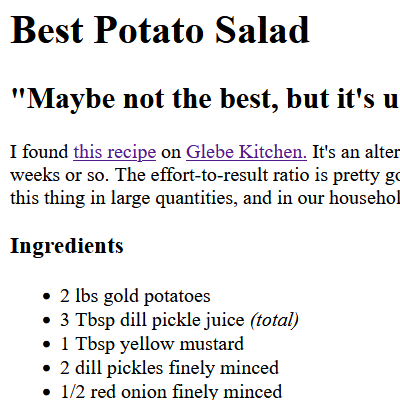 Best Potato Salad
"Maybe not the best, but it's u
I found this recipe on Glebe Kitchen. It's an alter
weeks or so. The effort-to-result ratio is pretty go
this thing in large quantities, and in our househol
Ingredients
• 2 lbs gold potatoes
• 3 Tbsp dill pickle juice (total)
• 1 Tbsp yellow mustard
• 2 dill pickles finely minced
• 1/2 red onion finely minced